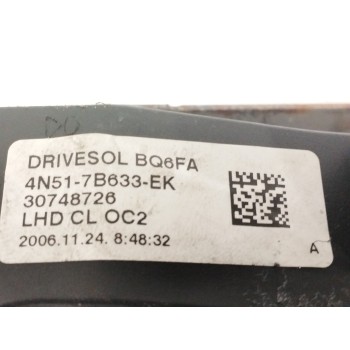 DRIVESOL BQ6FA
4N51-7B633-EK
30748726
LHD CL OC2
2006.11.24. 8:48:32
A